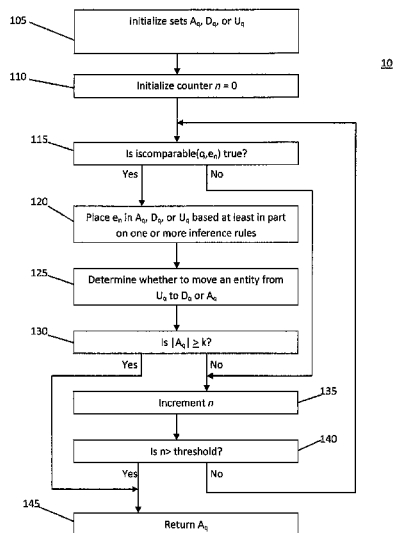 105
Initialize sets Aq, Dq, or Uq
10
110
Initialize counter n = 0
115
Is iscomparable(q,en) true?
Yes
No
120
Place en in Aq, Dq, or Uq based at least in part
on one or more inference rules
125
Determine whether to move an entity from
Uq to Dq or Aq
130
Is |Aq| ≥ k?
Yes
No
135
Increment n
140
Is n> threshold?
Yes
No
145
Return Aq